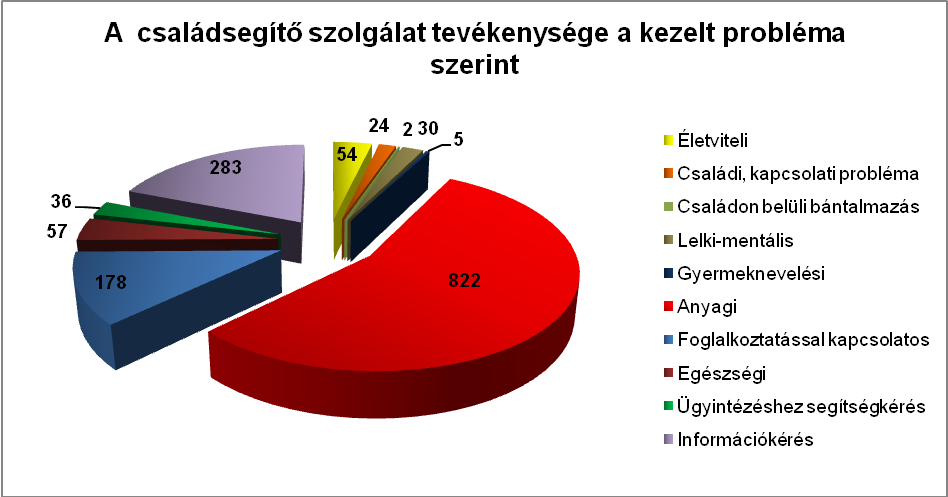 A családsegítő szolgálat tevékenysége a kezelt probléma
szerint
54
24
2
30
5
822
178
57
36
283
Életviteli
Családi, kapcsolati probléma
Családon belüli bántalmazás
Lelki-mentális
Gyermeknevelési
Anyagi
Foglalkoztatással kapcsolatos
Egészségi
Ügyintézéshez segítségkérés
Információkérés